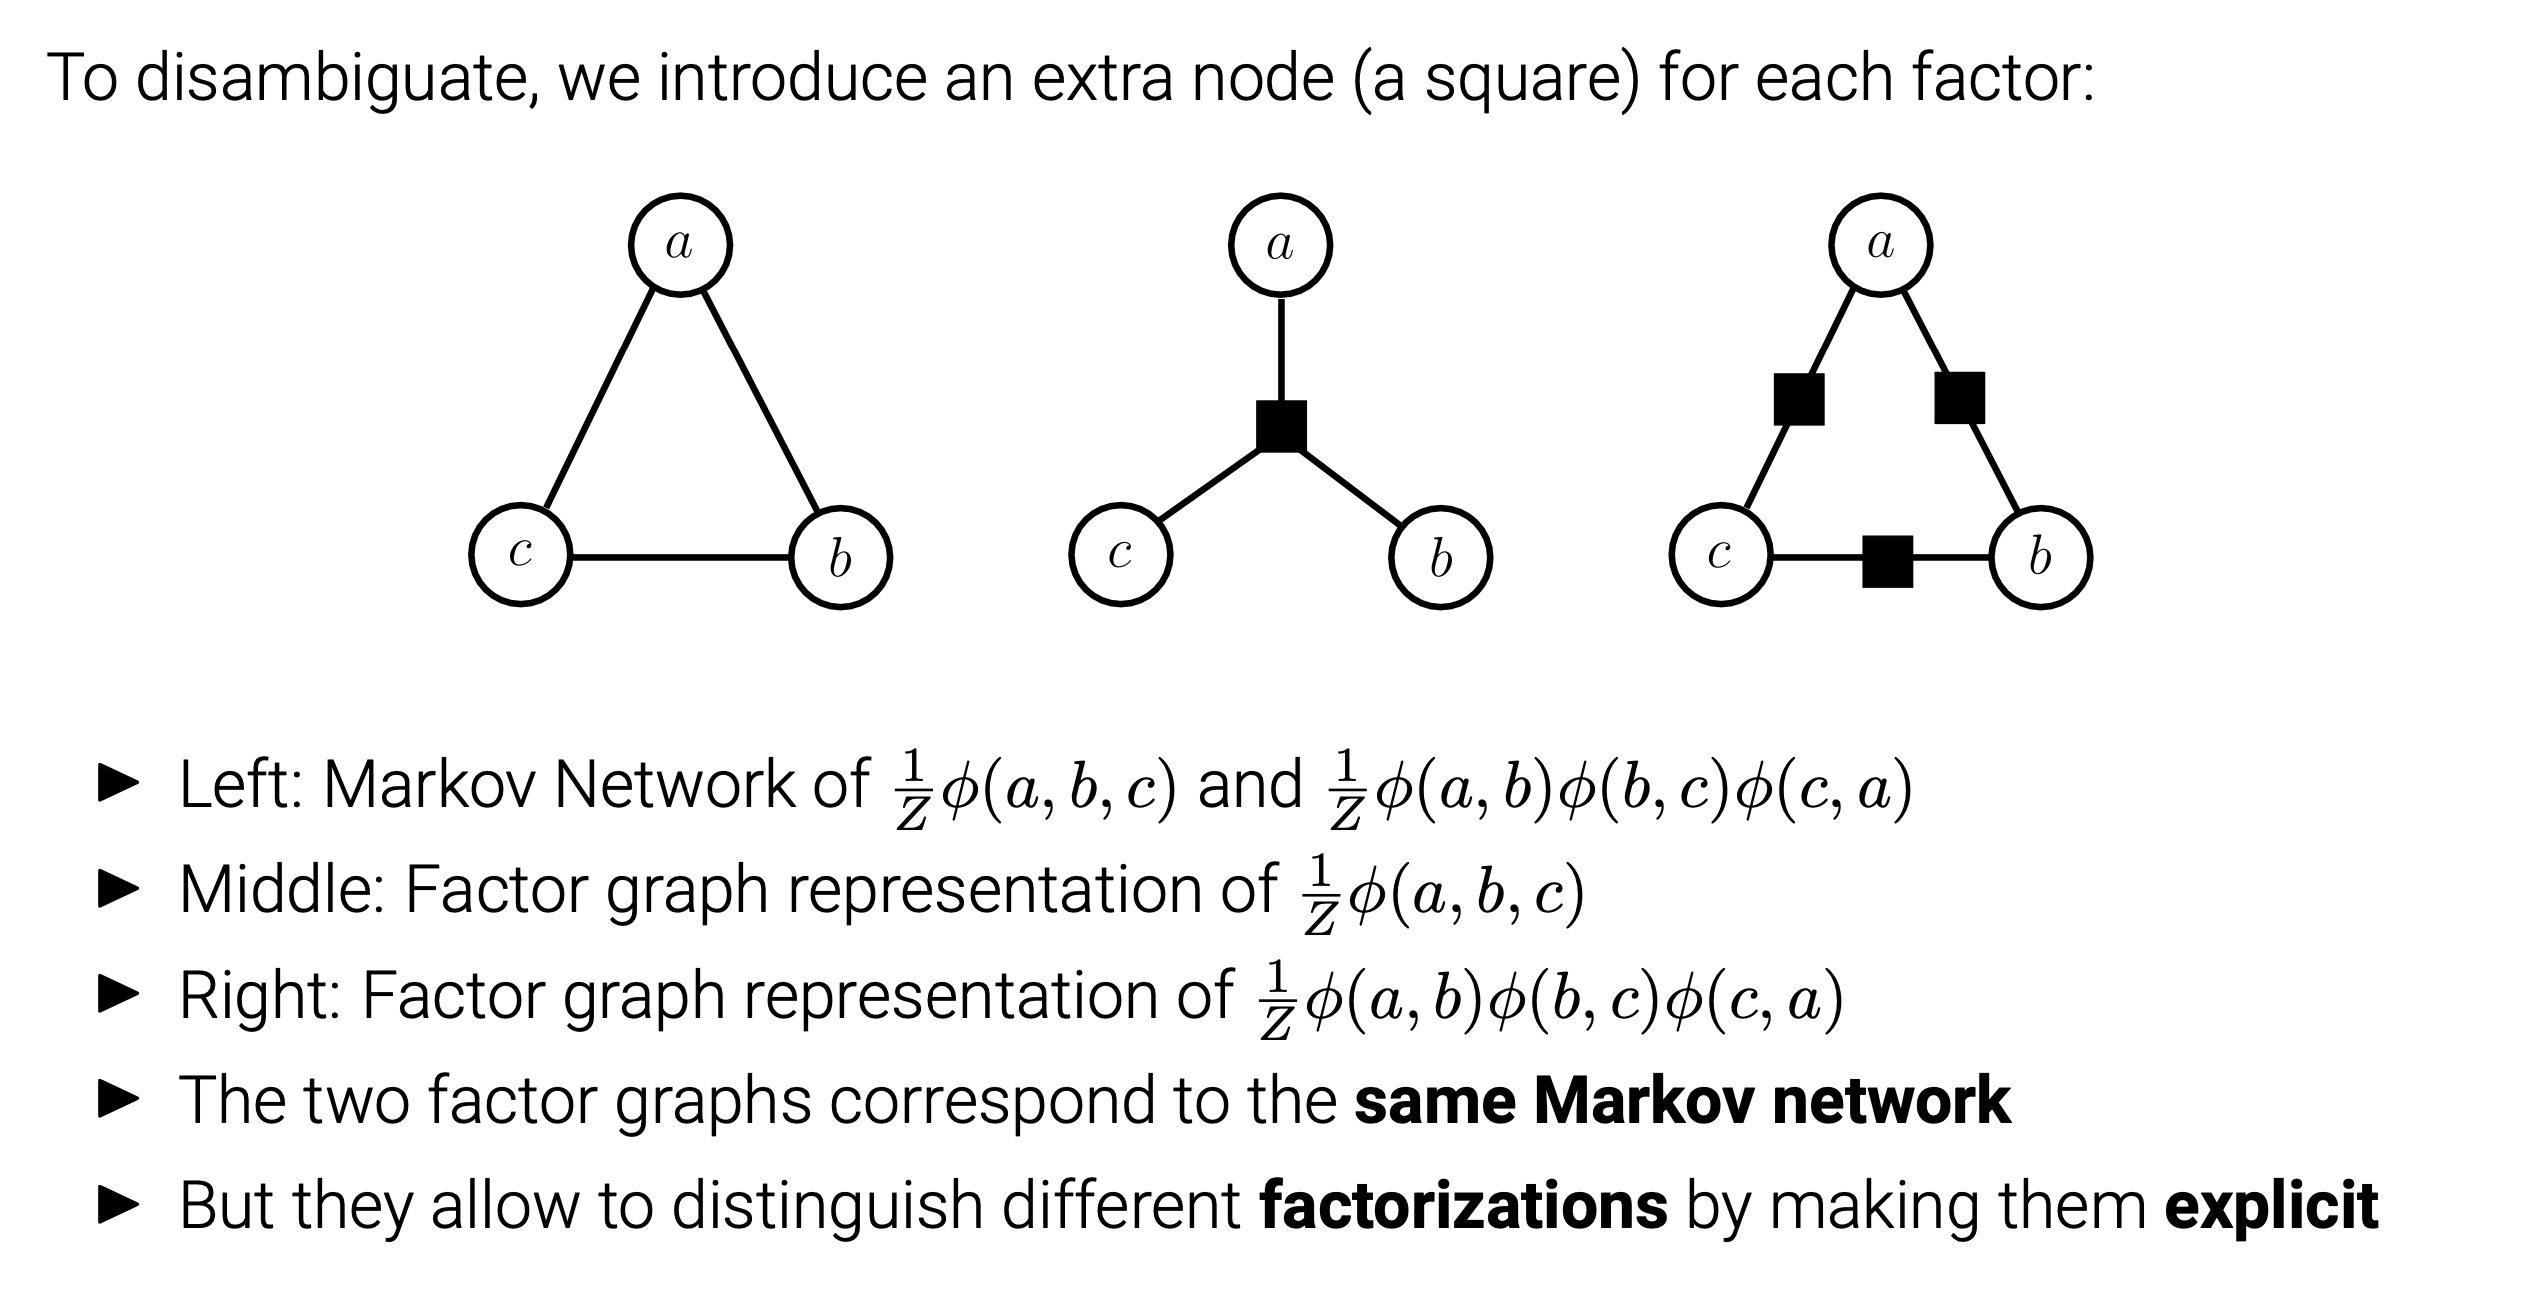 To disambiguate, we introduce an extra node (a square) for each factor:
a
a
a
c
b
c
b
c
b
► Left: Markov Network of $\frac{1}{Z}\phi(a, b, c)$ and $\frac{1}{Z}\phi(a, b)\phi(b, c)\phi(c, a)$
► Middle: Factor graph representation of $\frac{1}{Z}\phi(a, b, c)$
► Right: Factor graph representation of $\frac{1}{Z}\phi(a, b)\phi(b, c)\phi(c, a)$
► The two factor graphs correspond to the same Markov network
► But they allow to distinguish different factorizations by making them explicit